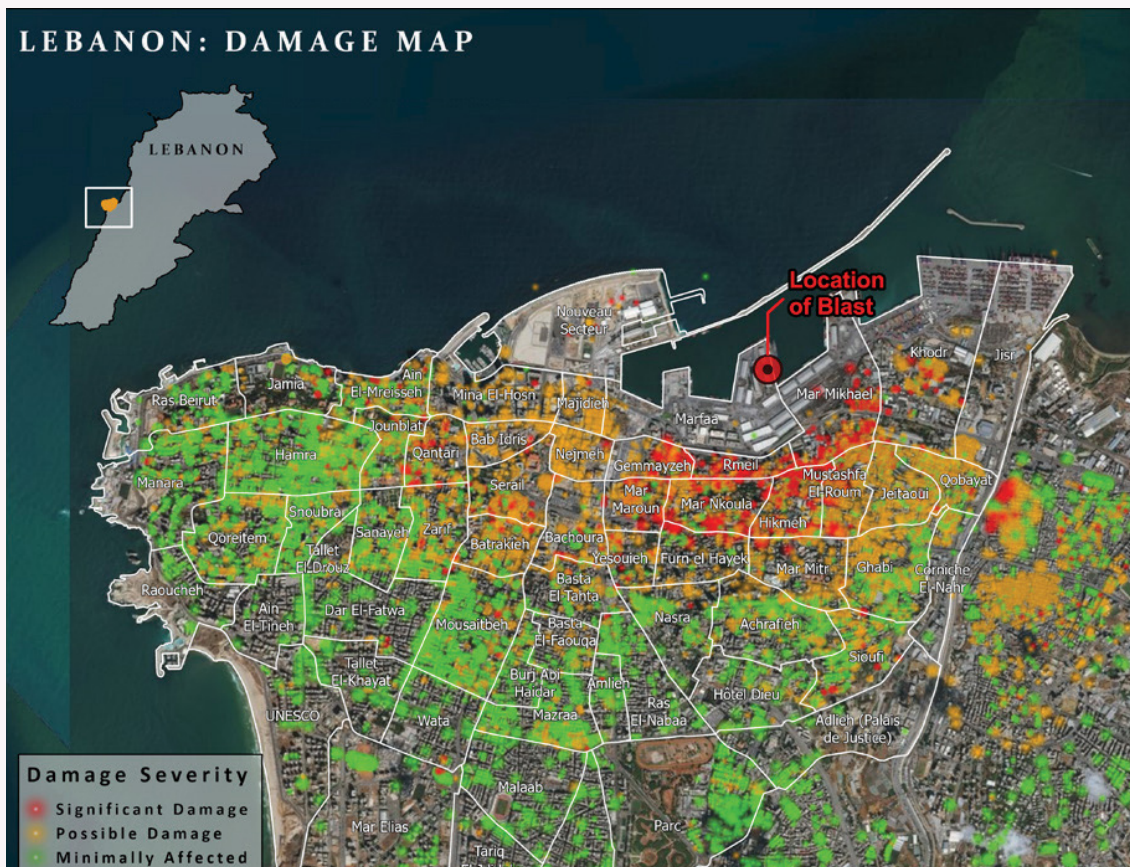 LEBANON: DAMAGE MAP
LEBANON
Location
of Blast
Nouveau
Secteur
Khodr
Jisr
Ain
El-Mreisseh
Jamia
Mina El-Hosn
Mar Mikhael
Ras Beirut
Majidieh
Marfaa
Jounblat
Bab Idris
Hamra
Qantari
Nejmeh
Gemmayzeh
Rmeil
Mustashfa
El-Roum
Manara
Serail
Mar
Maroun
Mar Nkoula
Jeitaoui
Qobayat
Snoubra
Hikmeh
Qoreitem
Sanayeh
Zarif
Batrakieh
Bachoura
Tallet
El-Drouz
Yesouieh
Furn el Hayek
Mar Mitr
Ghabi
Corniche
El-Nahr
Raoucheh
Basta
El-Tahta
Ain
El-Tineh
Dar El-Fatwa
Mousaitbeh
Basta
El-Faouqa
Nasra
Achrafieh
Sioufi
Tallet
El-Khayat
Burj Abi
Haidar
Amlieh
Hotel Dieu
UNESCO
Wata
Mazraa
Ras
El-Nabaa
Adlieh (Palais
de Justice)
Malaab
Mar Elias
Parc
Tariq
Damage Severity
Significant Damage
Possible Damage
Minimally Affected